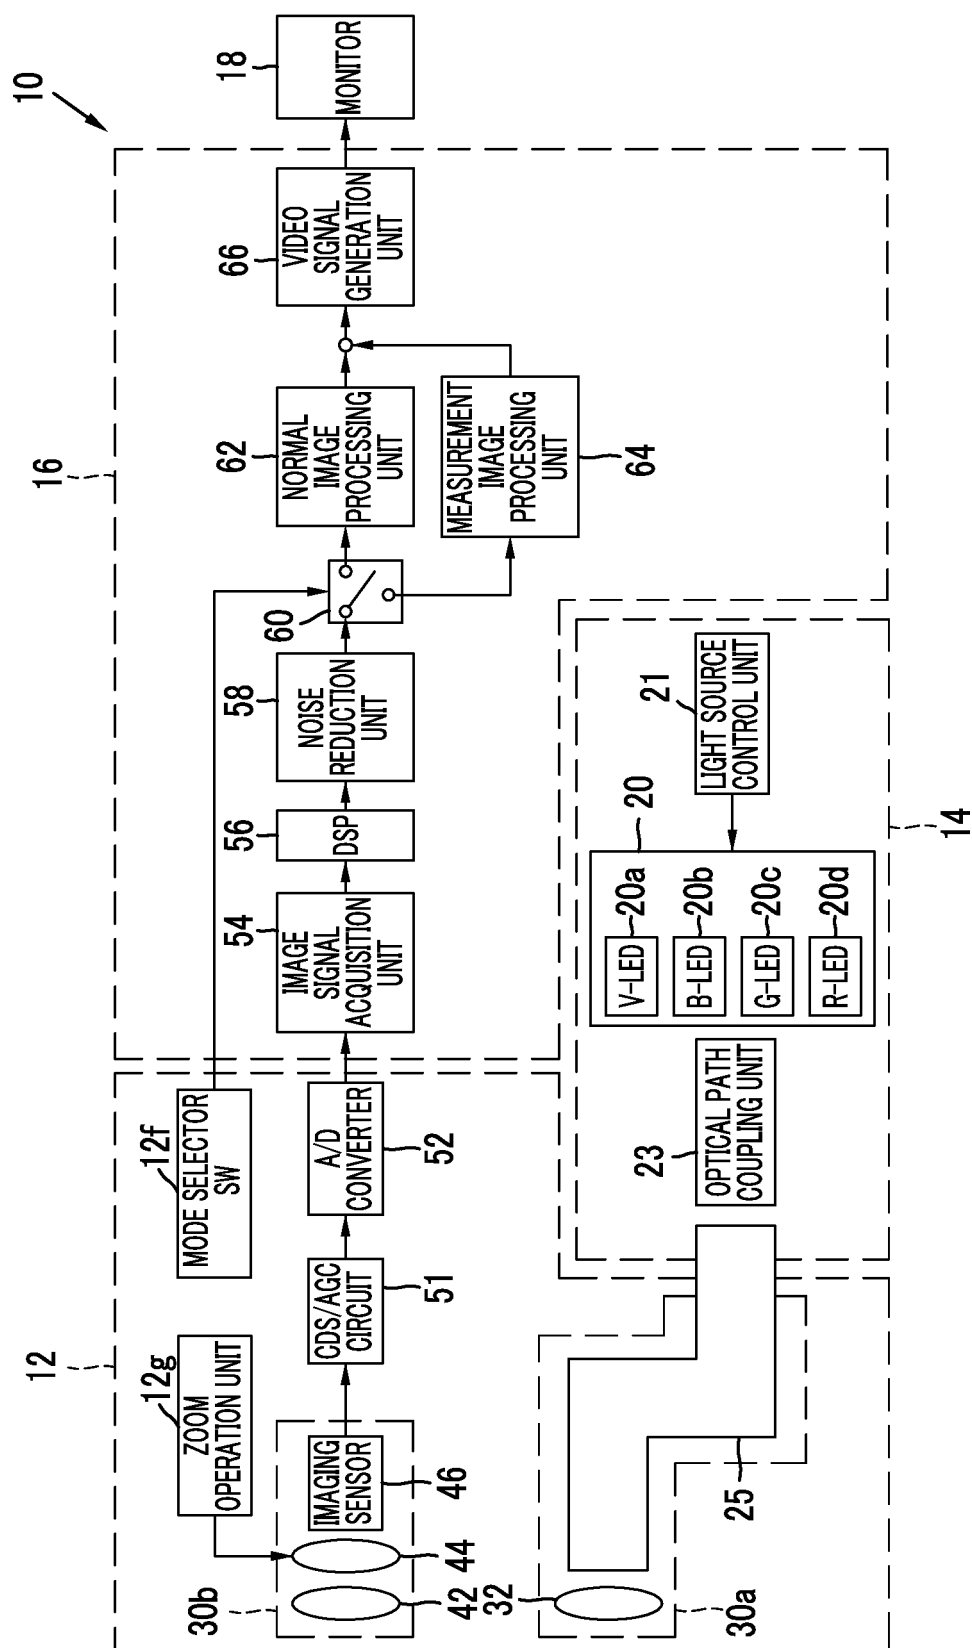 10
16
12
12g
ZOOM
OPERATION UNIT
12f
MODE SELECTOR
SW
30b
42
44
IMAGING
SENSOR
46
CDS/AGC
CIRCUIT
51
A/D
CONVERTER
52
54
IMAGE
SIGNAL
ACQUISITION
UNIT
56
DSP
58
NOISE
REDUCTION
UNIT
60
62
NORMAL
IMAGE
PROCESSING
UNIT
MEASUREMENT
IMAGE
PROCESSING
UNIT
64
66
VIDEO
SIGNAL
GENERATION
UNIT
18
MONITOR
32
30a
25
23
OPTICAL PATH
COUPLING UNIT
20
V-LED
20a
B-LED
20b
G-LED
20c
R-LED
20d
21
LIGHT SOURCE
CONTROL UNIT
14